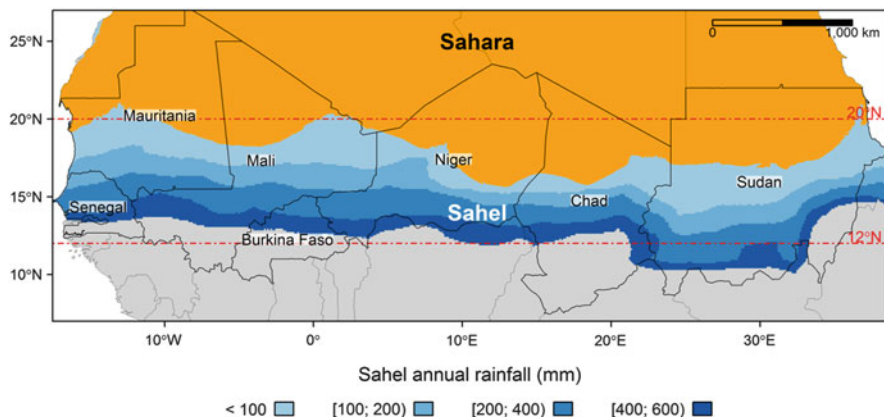 25°N
Sahara
0 1,000 km
Mauritania
20°N
20°N
Mali
Niger
15°N
Chad
Sudan
Senegal
Sahel
Burkina Faso
12°N
10°N
10°W 0° 10°E 20°E 30°E
Sahel annual rainfall (mm)
< 100 [100; 200) [200; 400) [400; 600)